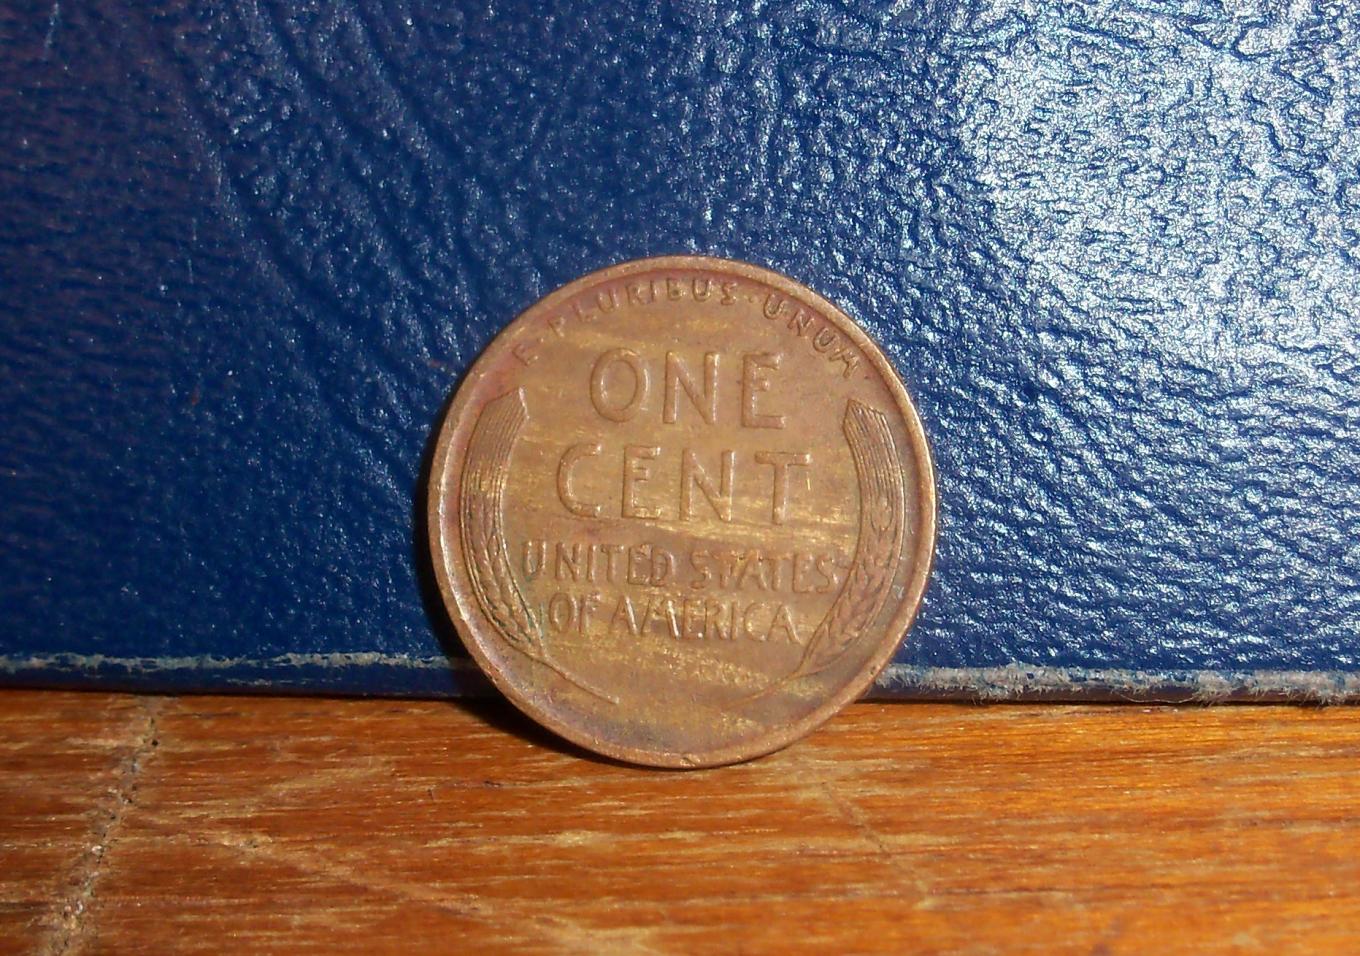 E · PLURIBUS · UNUM
ONE
CENT
UNITED STATES
OF AMERICA